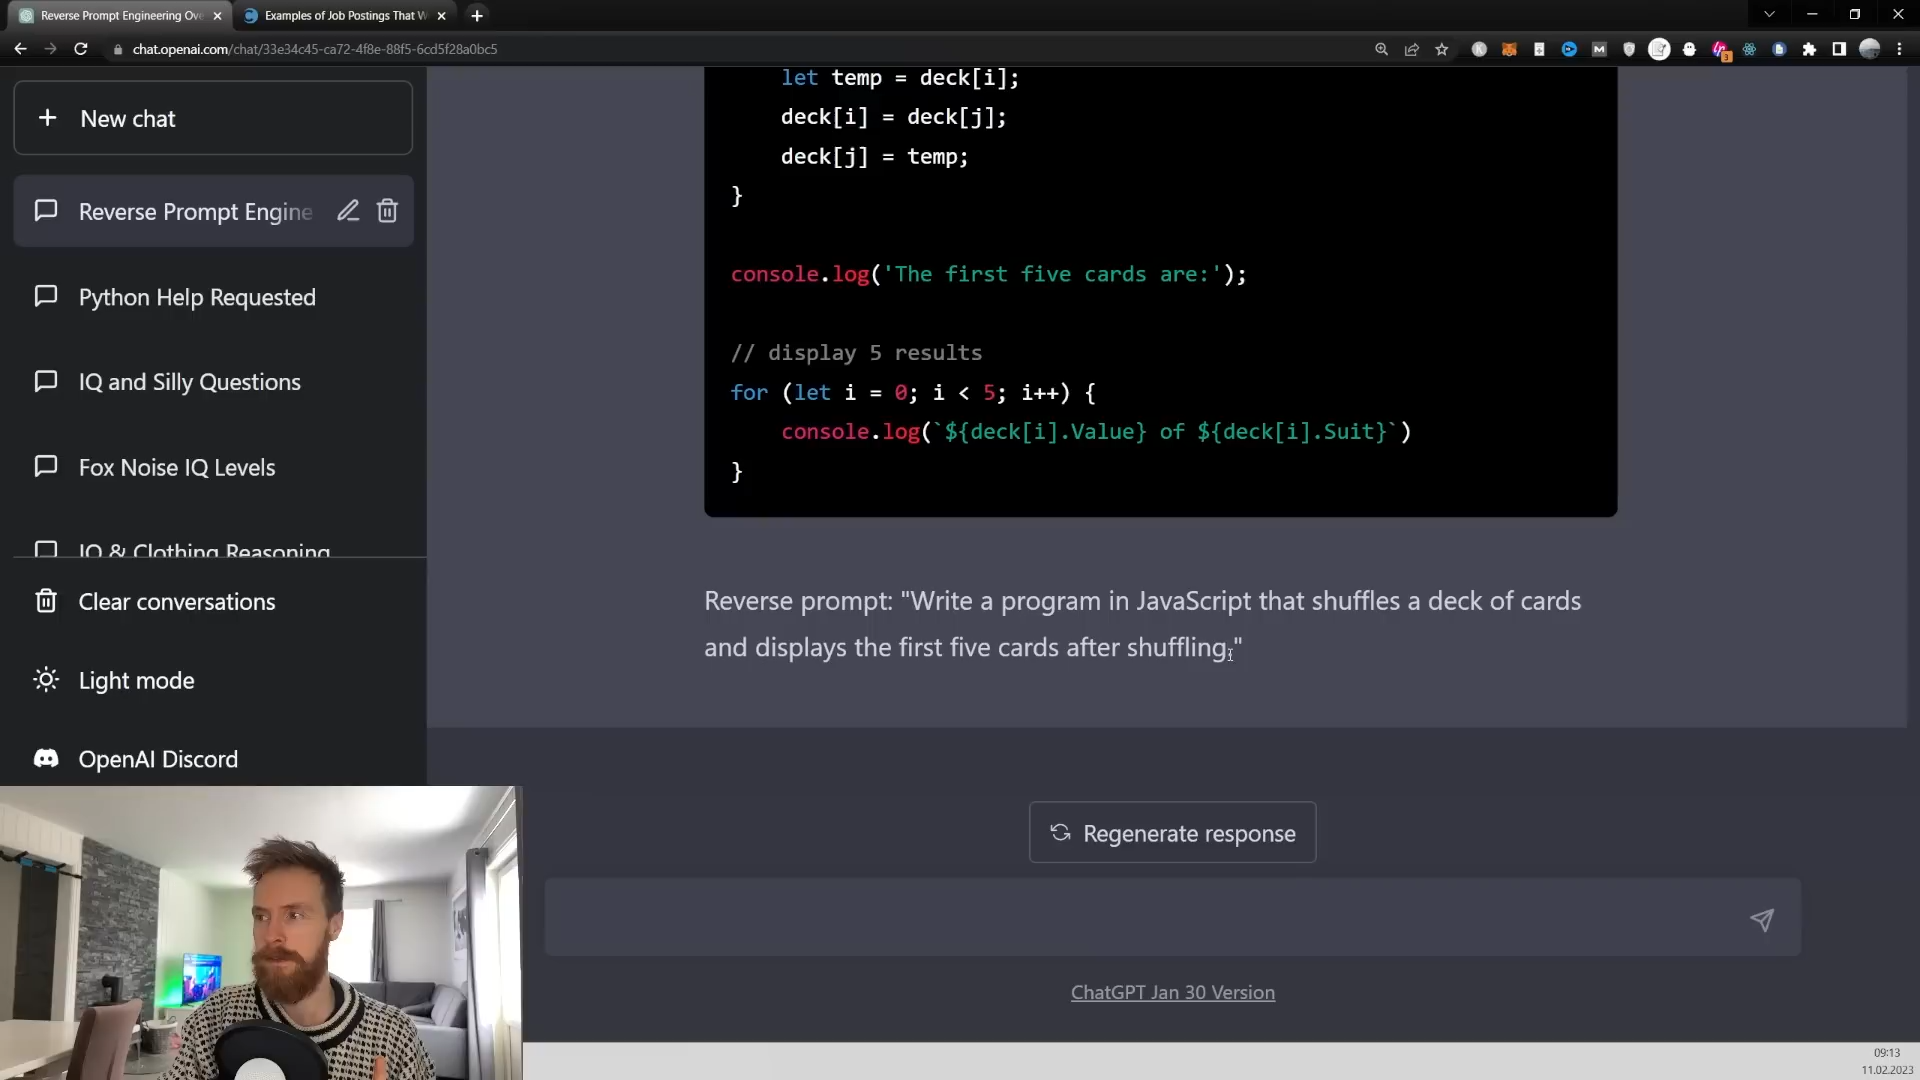 Reverse Prompt Engineering Ov
Examples of Job Postings That W
chat.openai.com/chat/33e34c45-ca72-4f8e-88f5-6cd5f28a0bc5
New chat
Reverse Prompt Engine
Python Help Requested
IQ and Silly Questions
Fox Noise IQ Levels
IQ & Clothing Reasoning
Clear conversations
Light mode
OpenAI Discord
let temp = deck[i];
deck[i] = deck[j];
deck[j] = temp;
}
console.log('The first five cards are:');
// display 5 results
for (let i = 0; i < 5; i++) {
console.log(`${deck[i].Value} of ${deck[i].Suit}`)
}
Reverse prompt: "Write a program in JavaScript that shuffles a deck of cards
and displays the first five cards after shuffling."
Regenerate response
ChatGPT Jan 30 Version
09:13
11.02.2023